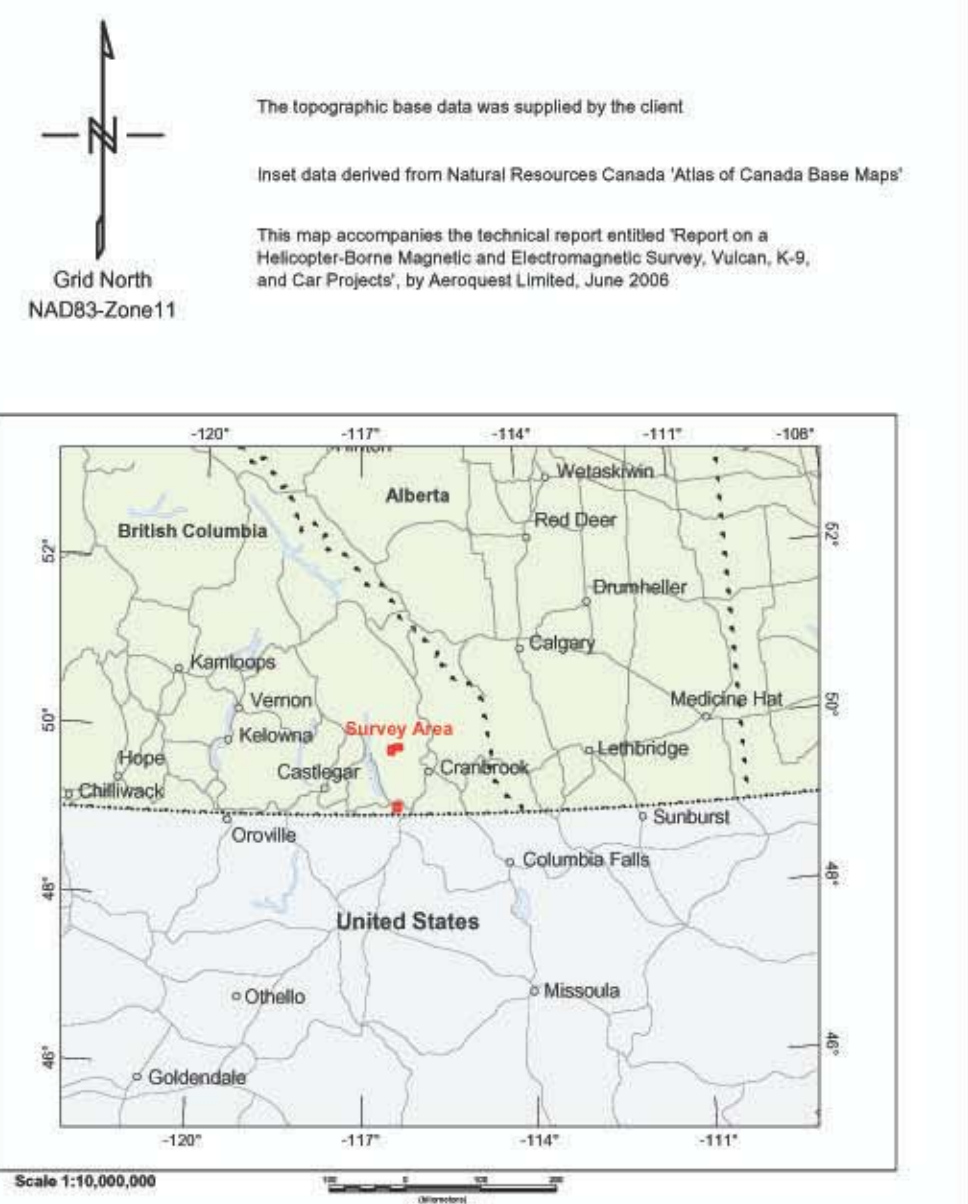 The topographic base data was supplied by the client
Inset data derived from Natural Resources Canada 'Atlas of Canada Base Maps'
This map accompanies the technical report entitled 'Report on a
Helicopter-Borne Magnetic and Electromagnetic Survey, Vulcan, K-9,
and Car Projects', by Aeroquest Limited, June 2006
N
Grid North
NAD83-Zone11
-120° -117° -114° -111° -108°
Wetaskiwin
Alberta
Red Deer
British Columbia
52° 52°
Drumheller
Calgary
Kamloops
Vernon
Medicine Hat
50° 50°
Survey Area
Kelowna
Lethbridge
Hope
Castlegar
Cranbrook
Chilliwack
Sunburst
Oroville
Columbia Falls
48° 48°
United States
Othello
Missoula
46° 46°
Goldendale
-120° -117° -114° -111°
Scale 1:10,000,000
100 0 100 200
(kilometers)